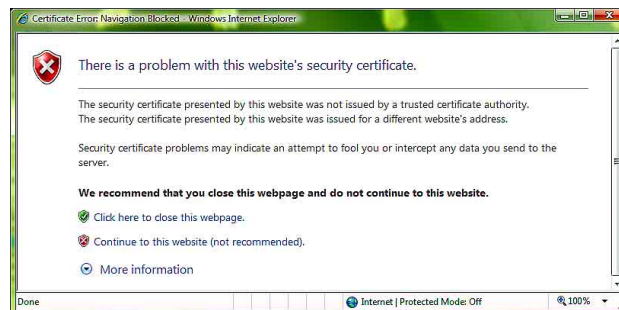 Certificate Error: Navigation Blocked - Windows Internet Explorer
There is a problem with this website's security certificate.
The security certificate presented by this website was not issued by a trusted certificate authority.
The security certificate presented by this website was issued for a different website's address.
Security certificate problems may indicate an attempt to fool you or intercept any data you send to the
server.
We recommend that you close this webpage and do not continue to this website.
Click here to close this webpage.
Continue to this website (not recommended).
More information
Done Internet | Protected Mode: Off 100%